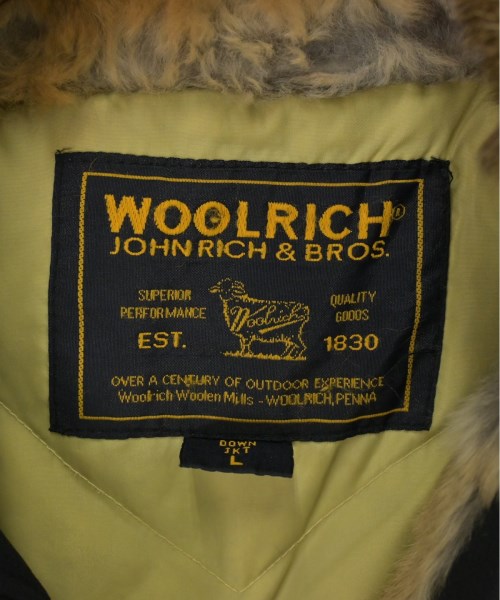 WOOLRICH®
JOHN RICH & BROS.
SUPERIOR PERFORMANCE
Woolrich
QUALITY GOODS
EST. 1830
OVER A CENTURY OF OUTDOOR EXPERIENCE
Woolrich Woolen Mills - WOOLRICH, PENNA
DOWN
JKT
L